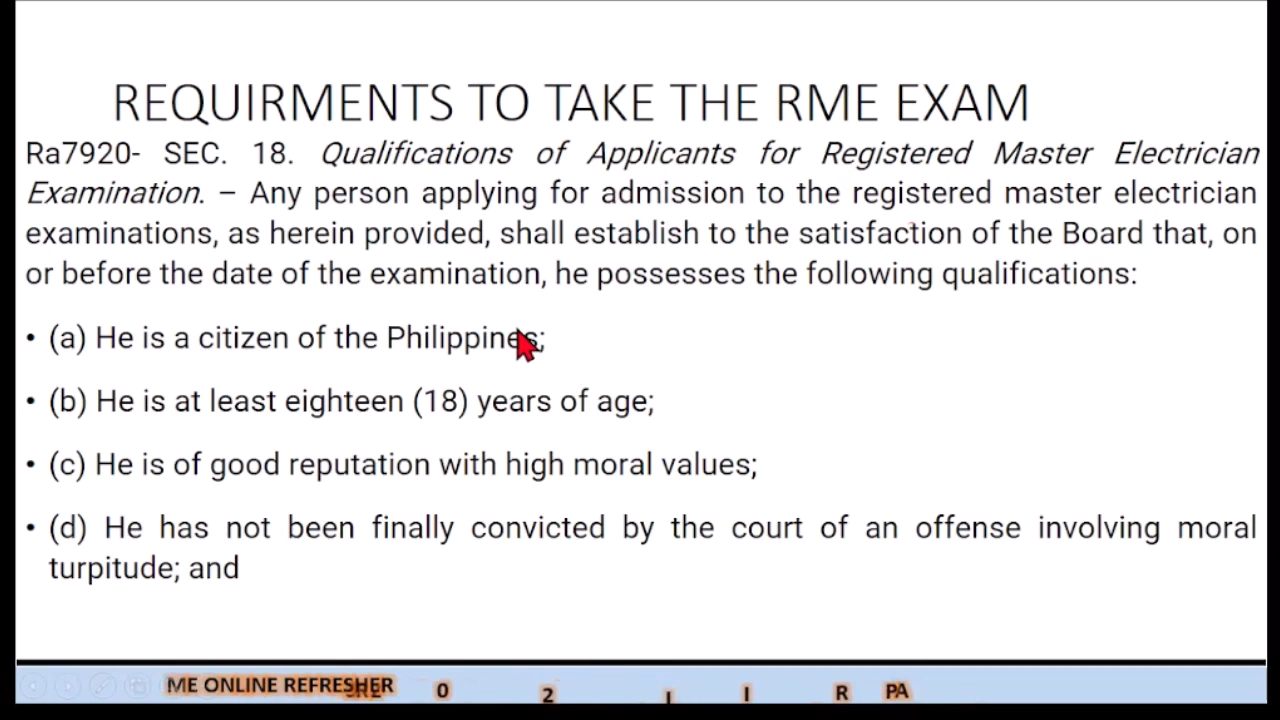 REQUIRMENTS TO TAKE THE RME EXAM
Ra7920- SEC. 18. Qualifications of Applicants for Registered Master Electrician
Examination. – Any person applying for admission to the registered master electrician
examinations, as herein provided, shall establish to the satisfaction of the Board that, on
or before the date of the examination, he possesses the following qualifications:
• (a) He is a citizen of the Philippines;
• (b) He is at least eighteen (18) years of age;
• (c) He is of good reputation with high moral values;
• (d) He has not been finally convicted by the court of an offense involving moral
turpitude; and
ME ONLINE REFRESHER 0 2 I R PA